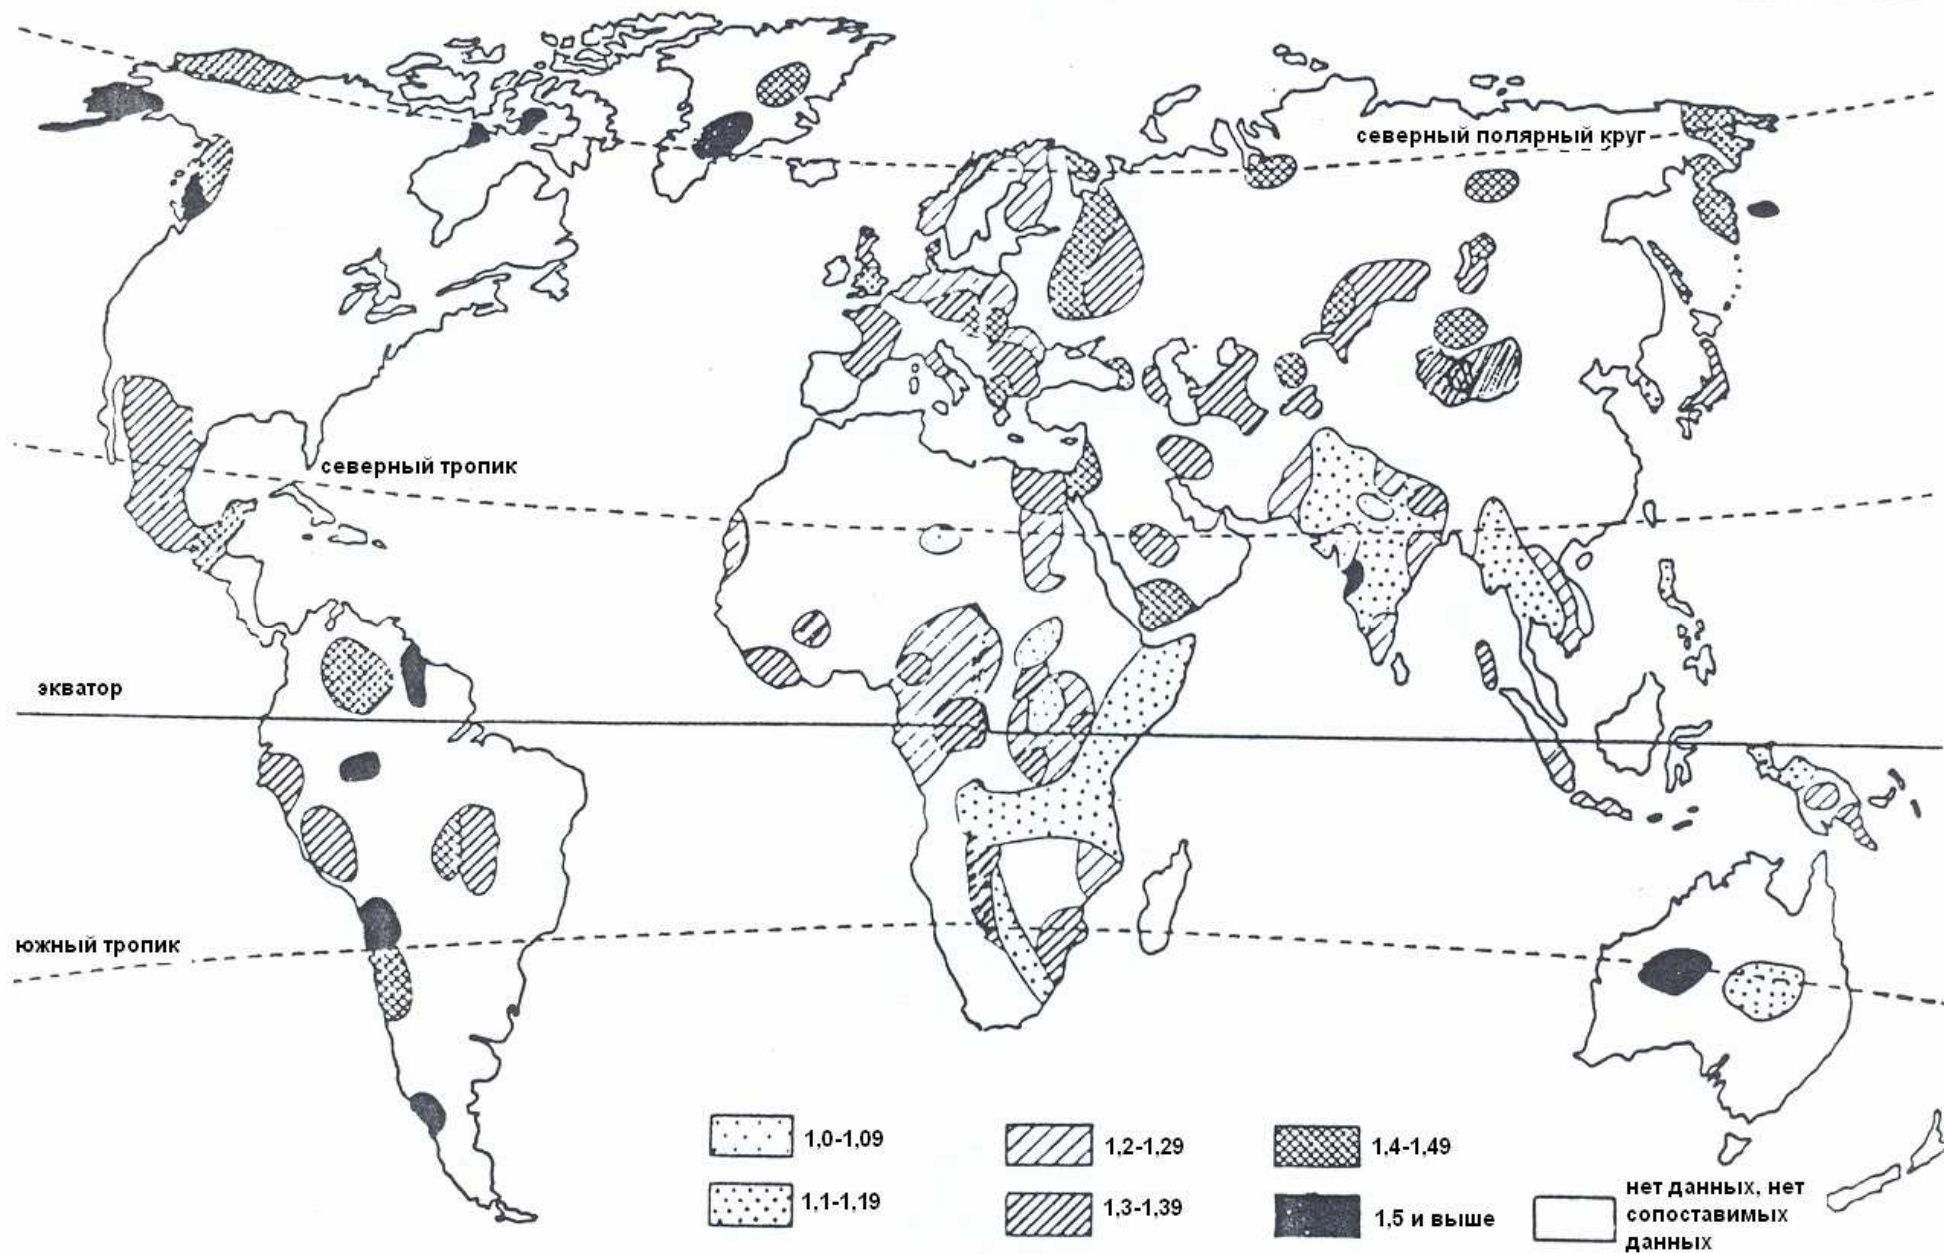 северный полярный круг
северный тропик
экватор
южный тропик
1,0-1,09
1,1-1,19
1,2-1,29
1,3-1,39
1,4-1,49
1,5 и выше
нет данных, нет
сопоставимых
данных